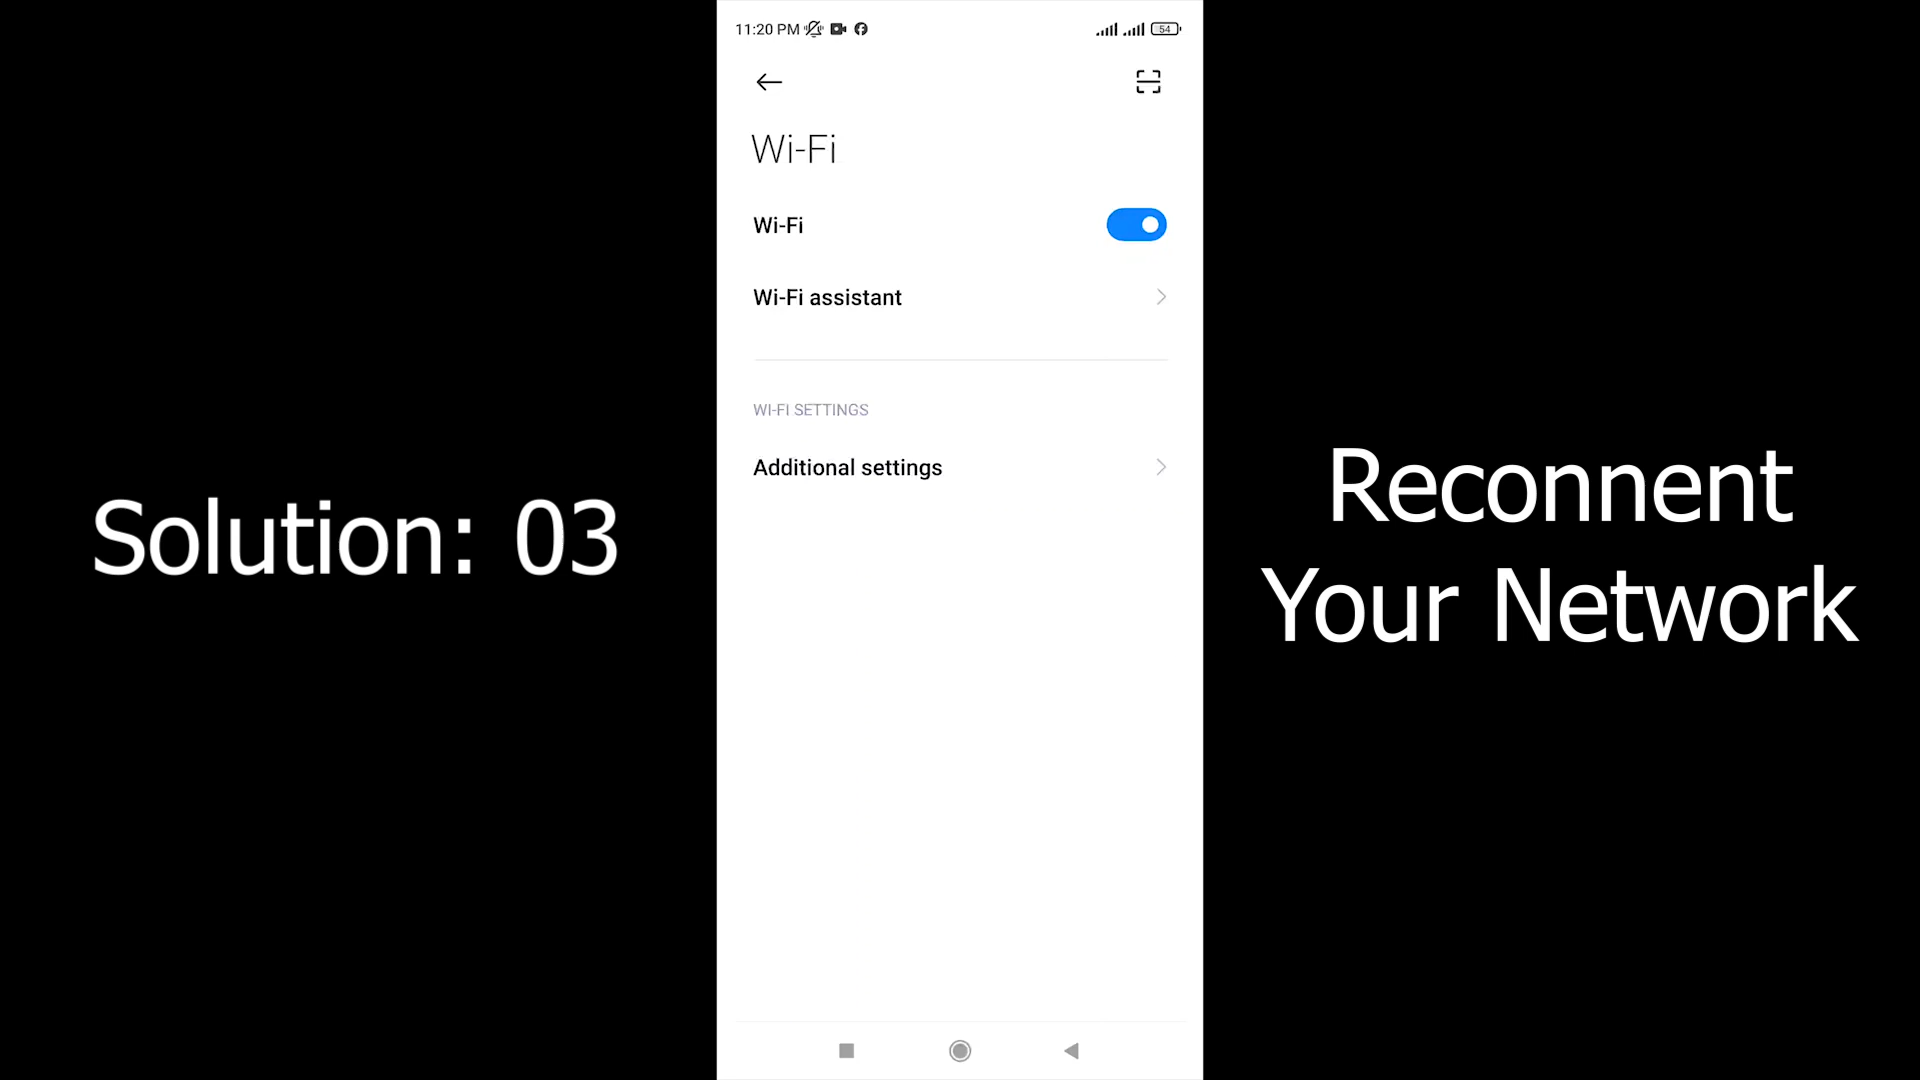 11:20 PM
54
Wi-Fi
Wi-Fi
Wi-Fi assistant
WI-FI SETTINGS
Additional settings
Solution: 03
Reconnent
Your Network